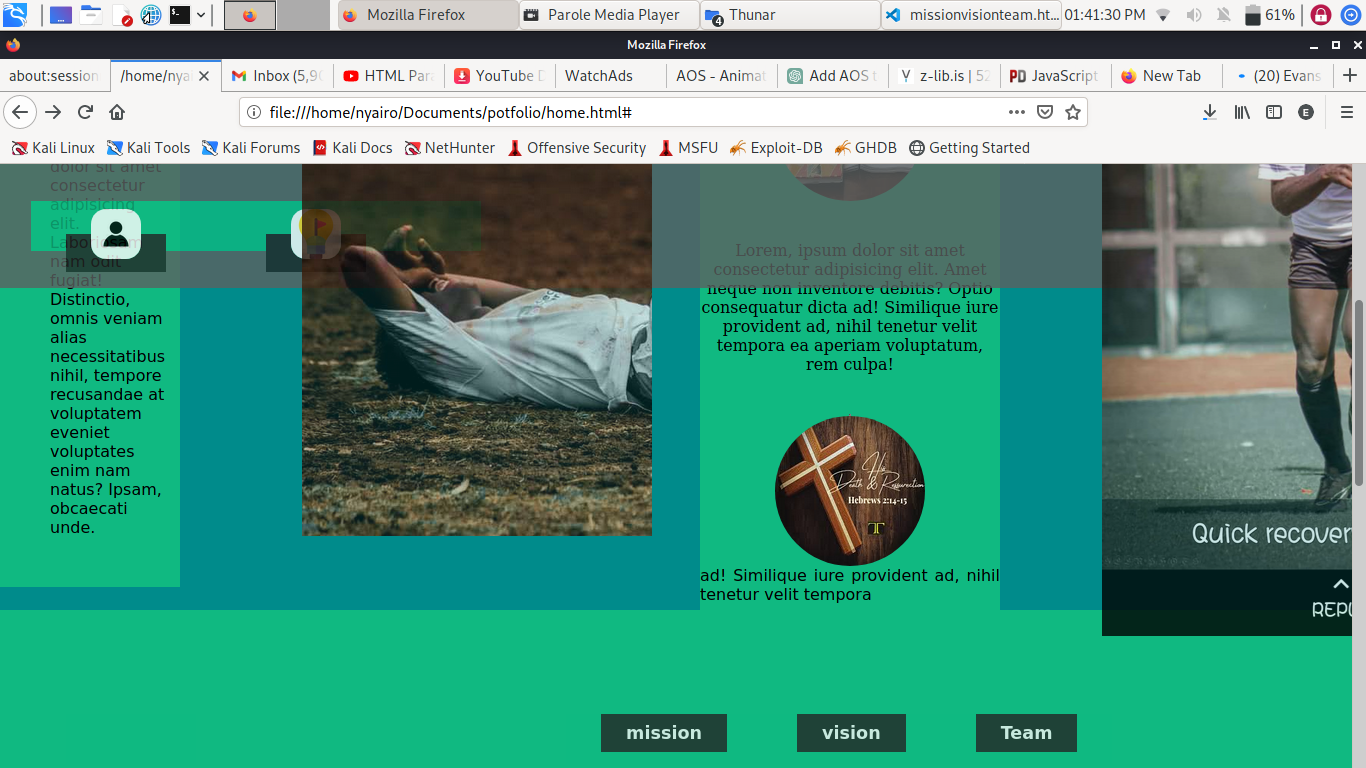 Mozilla Firefox
Parole Media Player
Thunar
4
missionvisionteam.ht...
01:41:30 PM
61%
Mozilla Firefox
about:session
/home/nya
Inbox (5,90
HTML Para
YouTube D
WatchAds
AOS - Animat
Add AOS t
z-lib.is | 52
JavaScript
New Tab
(20) Evans
file:///home/nyairo/Documents/potfolio/home.html#
E
Kali Linux
Kali Tools
Kali Forums
Kali Docs
NetHunter
Offensive Security
MSFU
Exploit-DB
GHDB
Getting Started
dolor sit amet
consectetur
adipisicing
elit.
Laboriosam
nam odit
fugiat!
Distinctio,
omnis veniam
alias
necessitatibus
nihil, tempore
recusandae at
voluptatem
eveniet
voluptates
enim nam
natus? Ipsam,
obcaecati
unde.
Lorem, ipsum dolor sit amet
consectetur adipisicing elit. Amet
neque non inventore debitis? Optio
consequatur dicta ad! Similique iure
provident ad, nihil tenetur velit
tempora ea aperiam voluptatum,
rem culpa!
His
Death & Resurrection
Hebrews 2:14-15
ad! Similique iure provident ad, nihil
tenetur velit tempora
Quick recover
REPL
mission
vision
Team